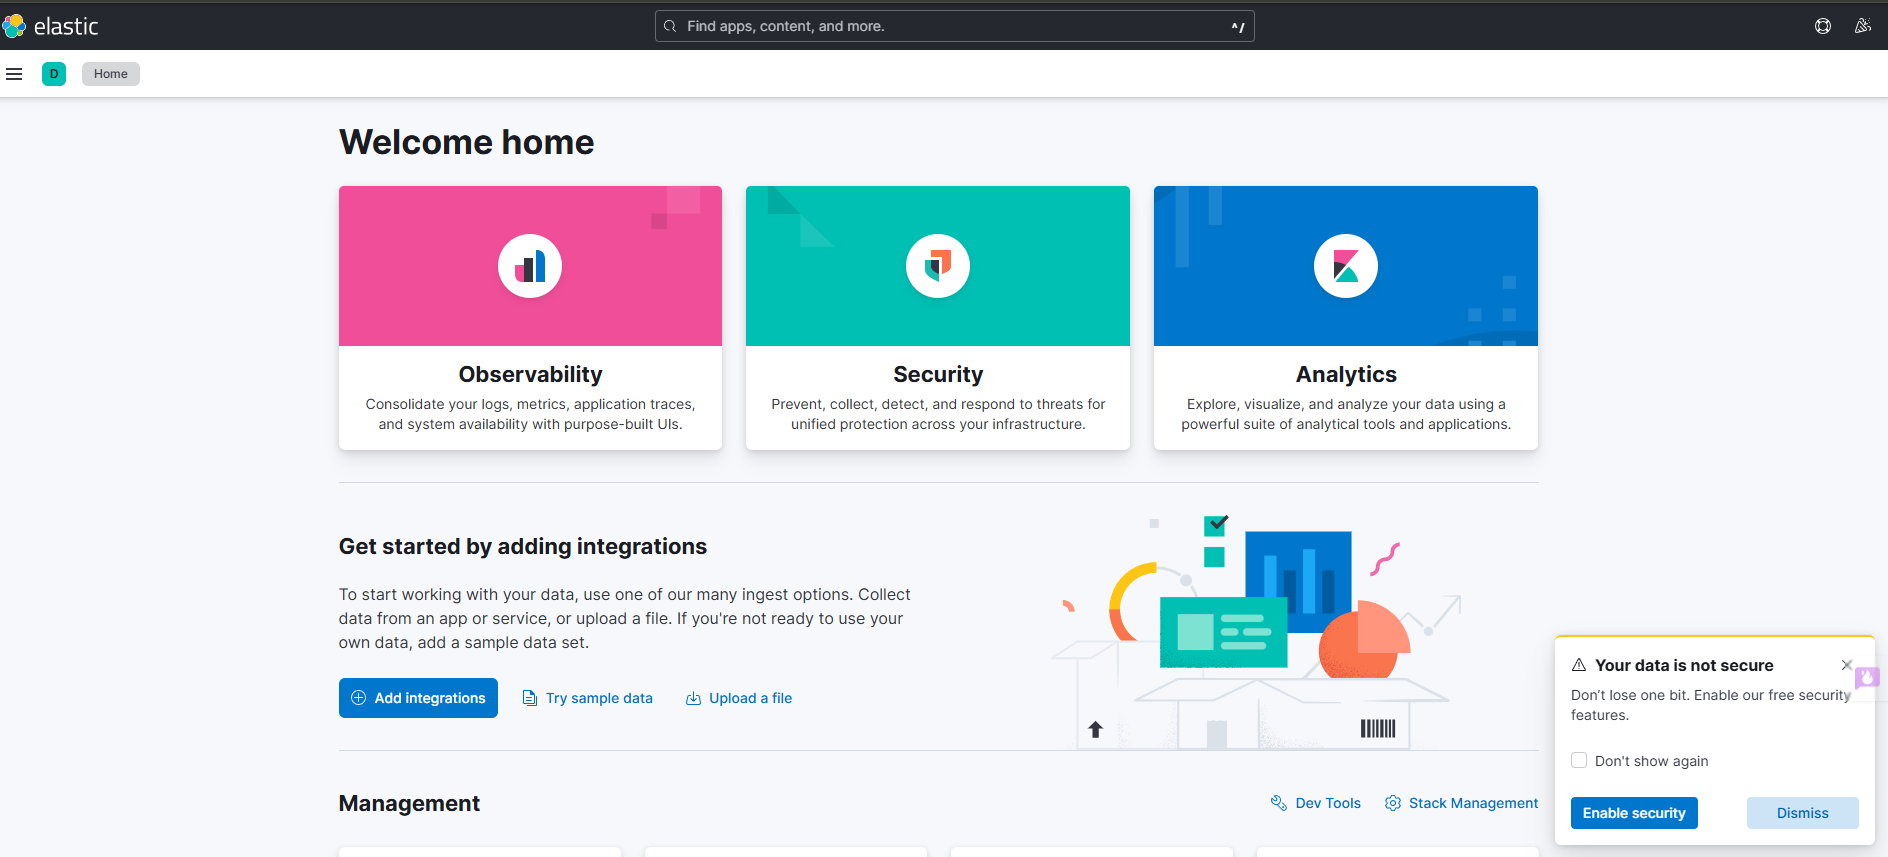 elastic
Find apps, content, and more.
^/
D
Home
Welcome home
Observability
Consolidate your logs, metrics, application traces,
and system availability with purpose-built UIs.
Security
Prevent, collect, detect, and respond to threats for
unified protection across your infrastructure.
Analytics
Explore, visualize, and analyze your data using a
powerful suite of analytical tools and applications.
Get started by adding integrations
To start working with your data, use one of our many ingest options. Collect
data from an app or service, or upload a file. If you're not ready to use your
own data, add a sample data set.
Add integrations
Try sample data
Upload a file
Management
Dev Tools
Stack Management
Your data is not secure
Don’t lose one bit. Enable our free security
features.
Don't show again
Enable security
Dismiss